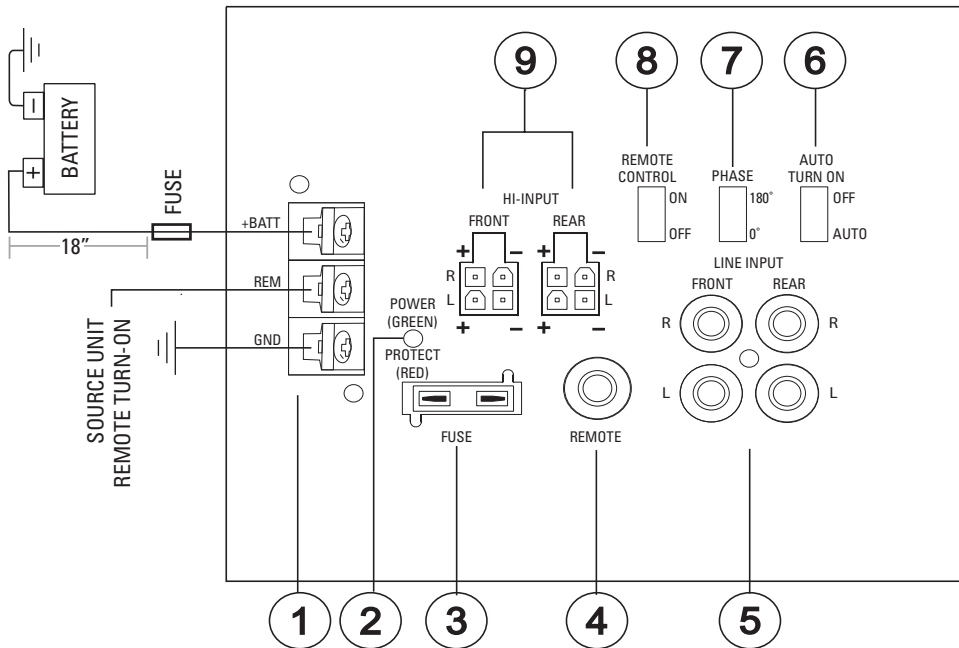 9
8
7
6
BATTERY
−
+
FUSE
18”
SOURCE UNIT
REMOTE TURN-ON
+BATT
REM
GND
HI-INPUT
FRONT
REAR
+ −
+ −
R
L
R
L
+ −
+ −
REMOTE
CONTROL
ON
OFF
PHASE
180°
0°
AUTO
TURN ON
OFF
AUTO
POWER
(GREEN)
PROTECT
(RED)
FUSE
REMOTE
LINE INPUT
FRONT
REAR
R
R
L
L
1
2
3
4
5